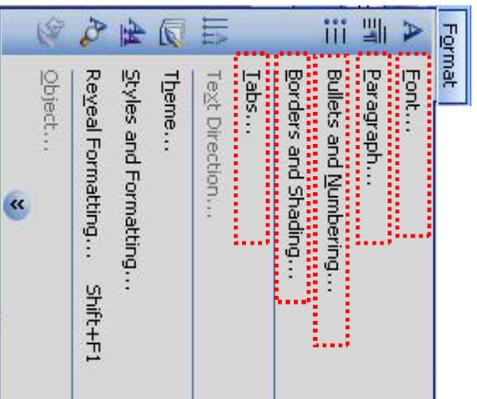 Format
Font...
Paragraph...
Bullets and Numbering...
Borders and Shading...
Tabs...
Text Direction...
Theme...
Styles and Formatting...
Reveal Formatting... Shift+F1
Object...